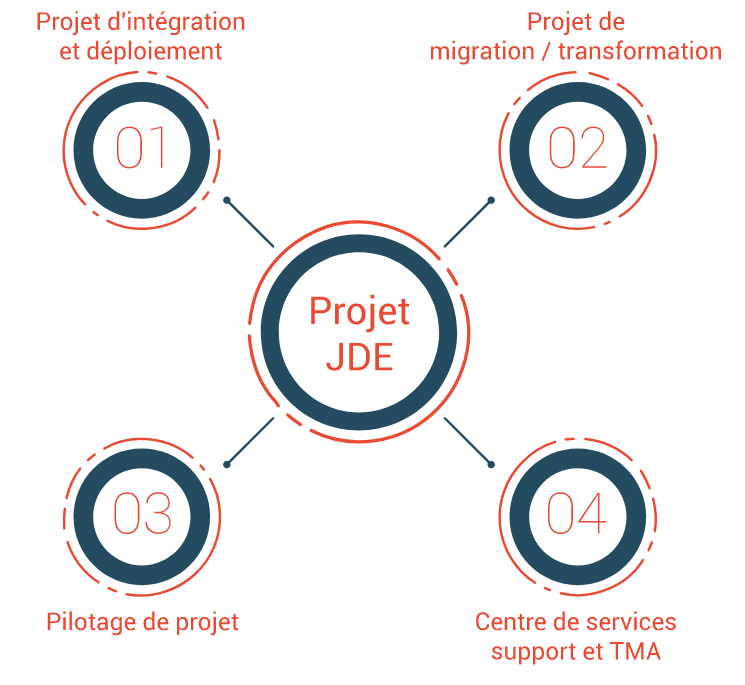 Projet d'intégration
et déploiement
01
Projet de
migration / transformation
02
Projet
JDE
03
Pilotage de projet
04
Centre de services
support et TMA